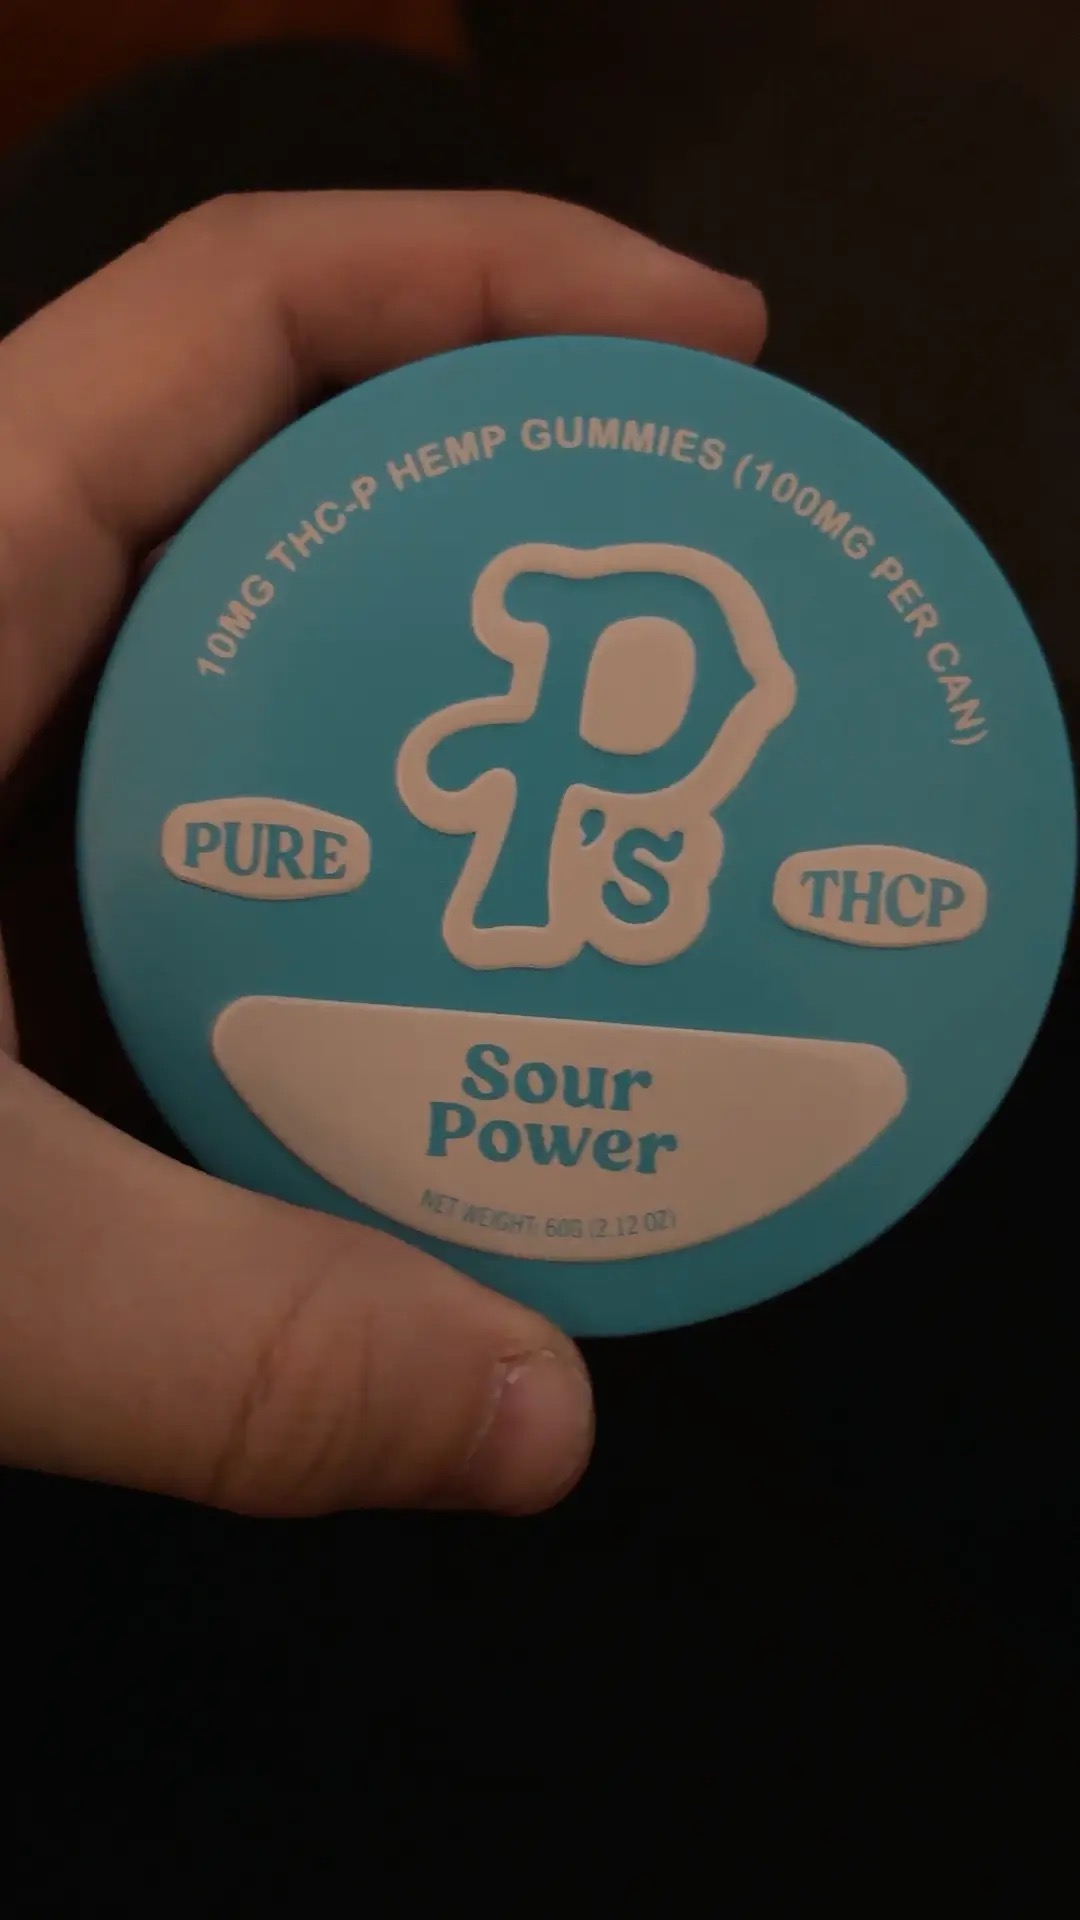 10MG THC-P HEMP GUMMIES (100MG PER CAN)
P's
PURE
THCP
Sour
Power
NET WEIGHT: 60G (2.12 OZ)